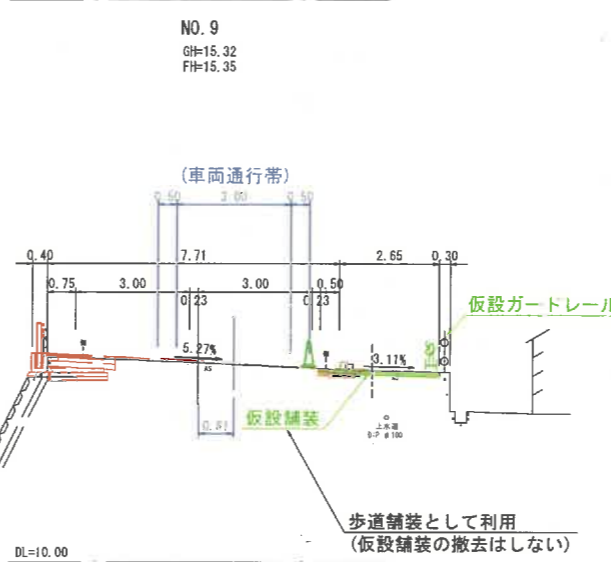 NO. 9
GH=15.32
FH=15.35
(車両通行帯)
0.50 3.00 0.50
0.40 7.71 2.65 0.30
0.75 3.00 3.00 0.50
0.23 0.23
仮設ガードレール
5.27% 3.11%
AS
0.81
仮設舗装
上水道
歩道舗装として利用
(仮設舗装の撤去はしない)
DL=10.00